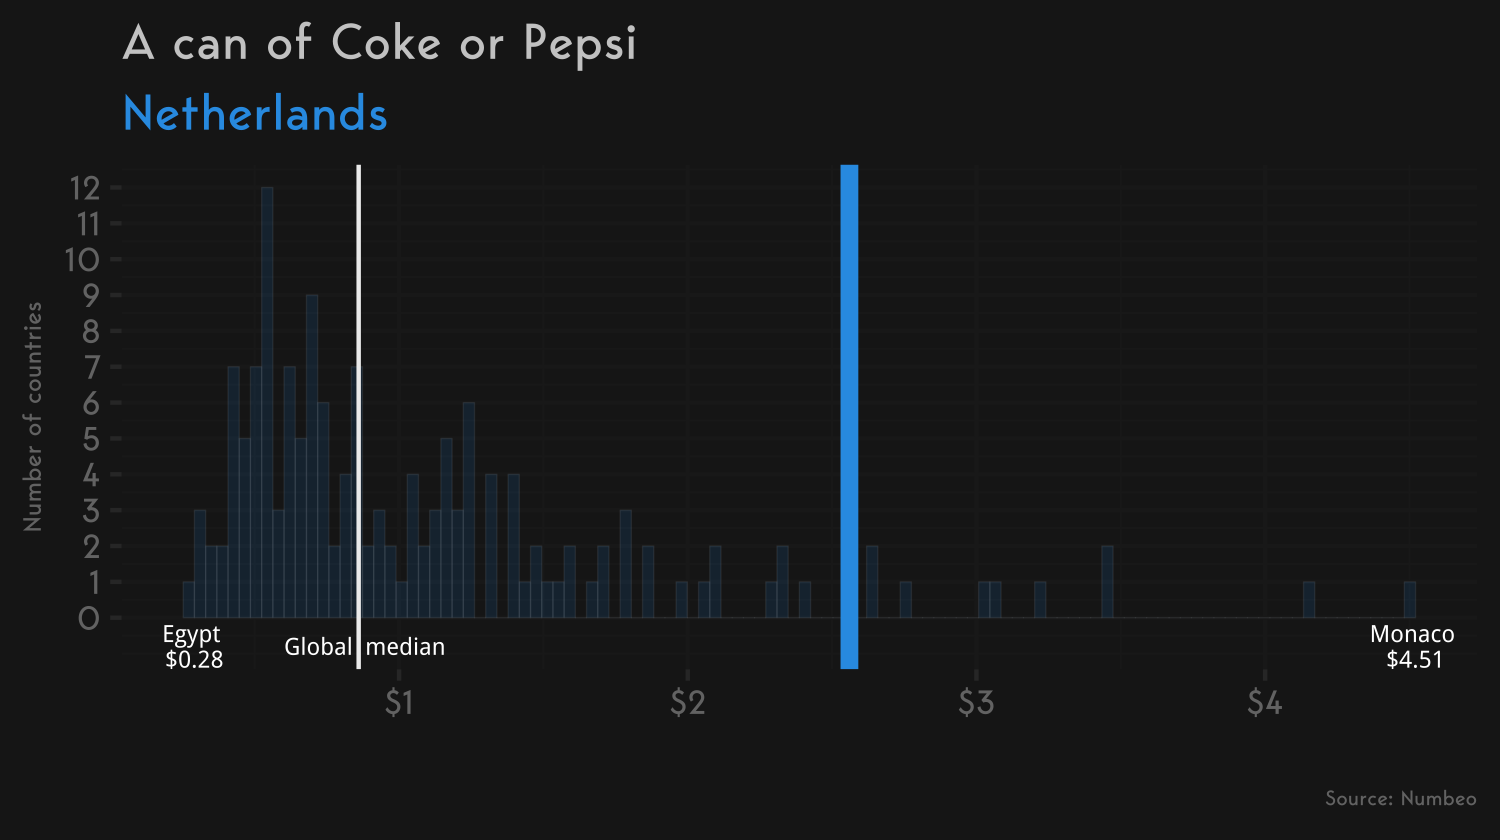 A can of Coke or Pepsi
Netherlands
Number of countries
12
11
10
9
8
7
6
5
4
3
2
1
0
Egypt
$0.28
Global median
Monaco
$4.51
$1
$2
$3
$4
Source: Numbeo